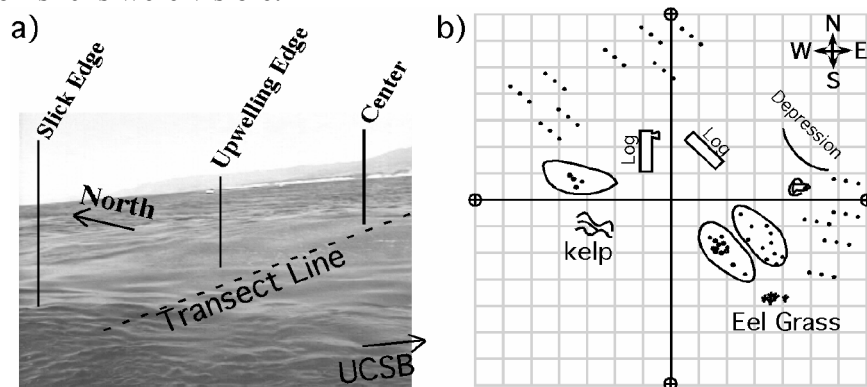 a)
Slick Edge
Upwelling Edge
Center
North
Transect Line
UCSB
b)
N
W E
S
Log
Log
Depression
kelp
Eel Grass